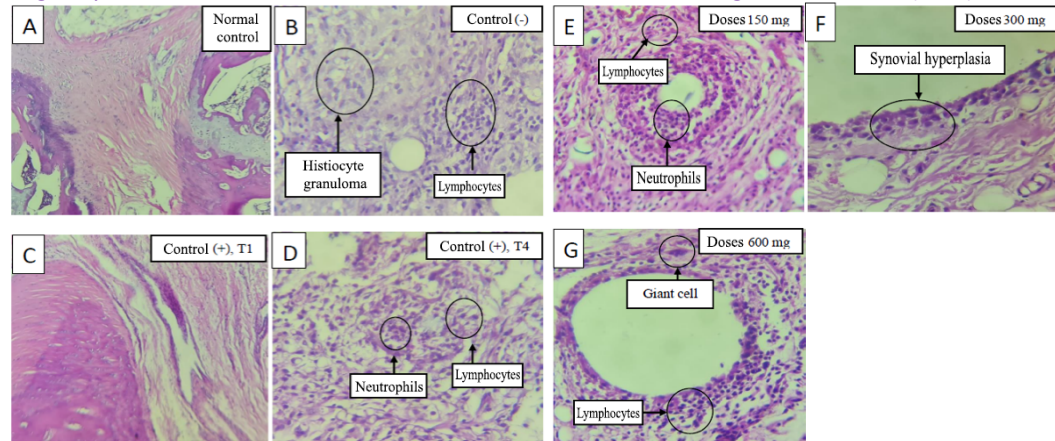 A
Normal
control
B
Control (-)
Histiocyte
granuloma
Lymphocytes
C
Control (+), T1
D
Control (+), T4
Neutrophils
Lymphocytes
E
Doses 150 mg
Lymphocytes
Neutrophils
F
Doses 300 mg
Synovial hyperplasia
G
Doses 600 mg
Giant cell
Lymphocytes